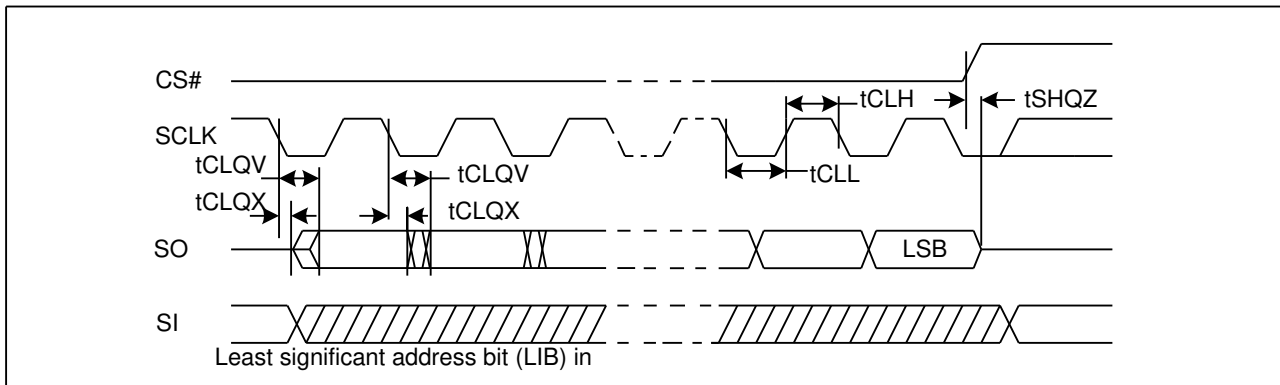 CS#
tCLH
tSHQZ
SCLK
tCLQV
tCLQV
tCLL
tCLQX
tCLQX
SO
LSB
SI
Least significant address bit (LIB) in